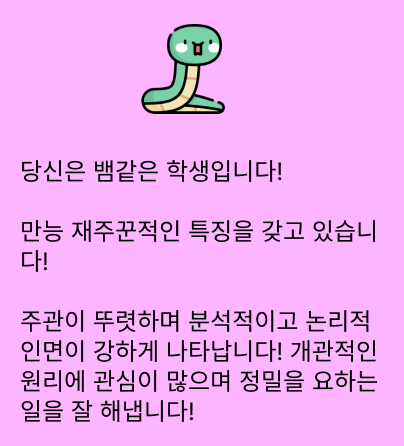 당신은 뱀같은 학생입니다!
만능 재주꾼적인 특징을 갖고 있습니
다!
주관이 뚜렷하며 분석적이고 논리적
인면이 강하게 나타납니다! 개관적인
원리에 관심이 많으며 정밀을 요하는
일을 잘 해냅니다!